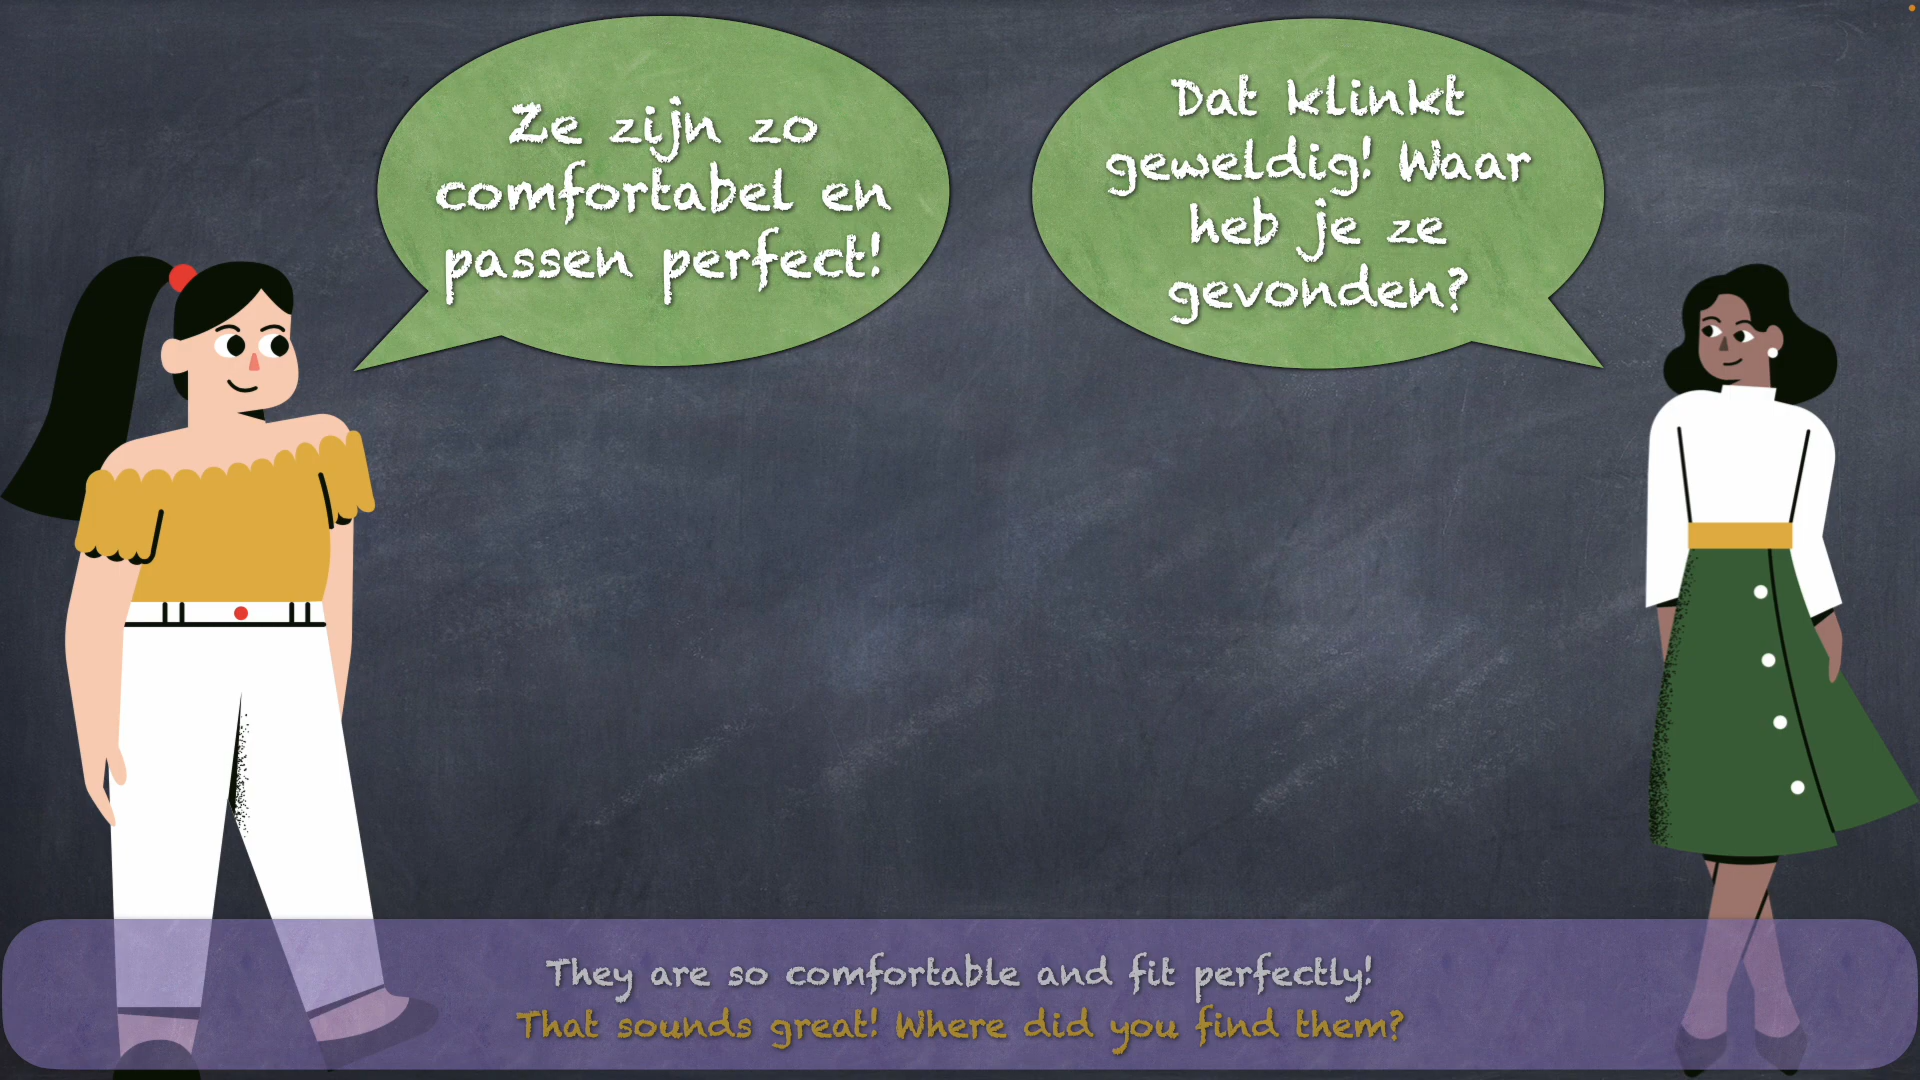 Ze zijn zo
comfortabel en
passen perfect!
Dat klinkt
geweldig! Waar
heb je ze
gevonden?
They are so comfortable and fit perfectly!
That sounds great! Where did you find them?